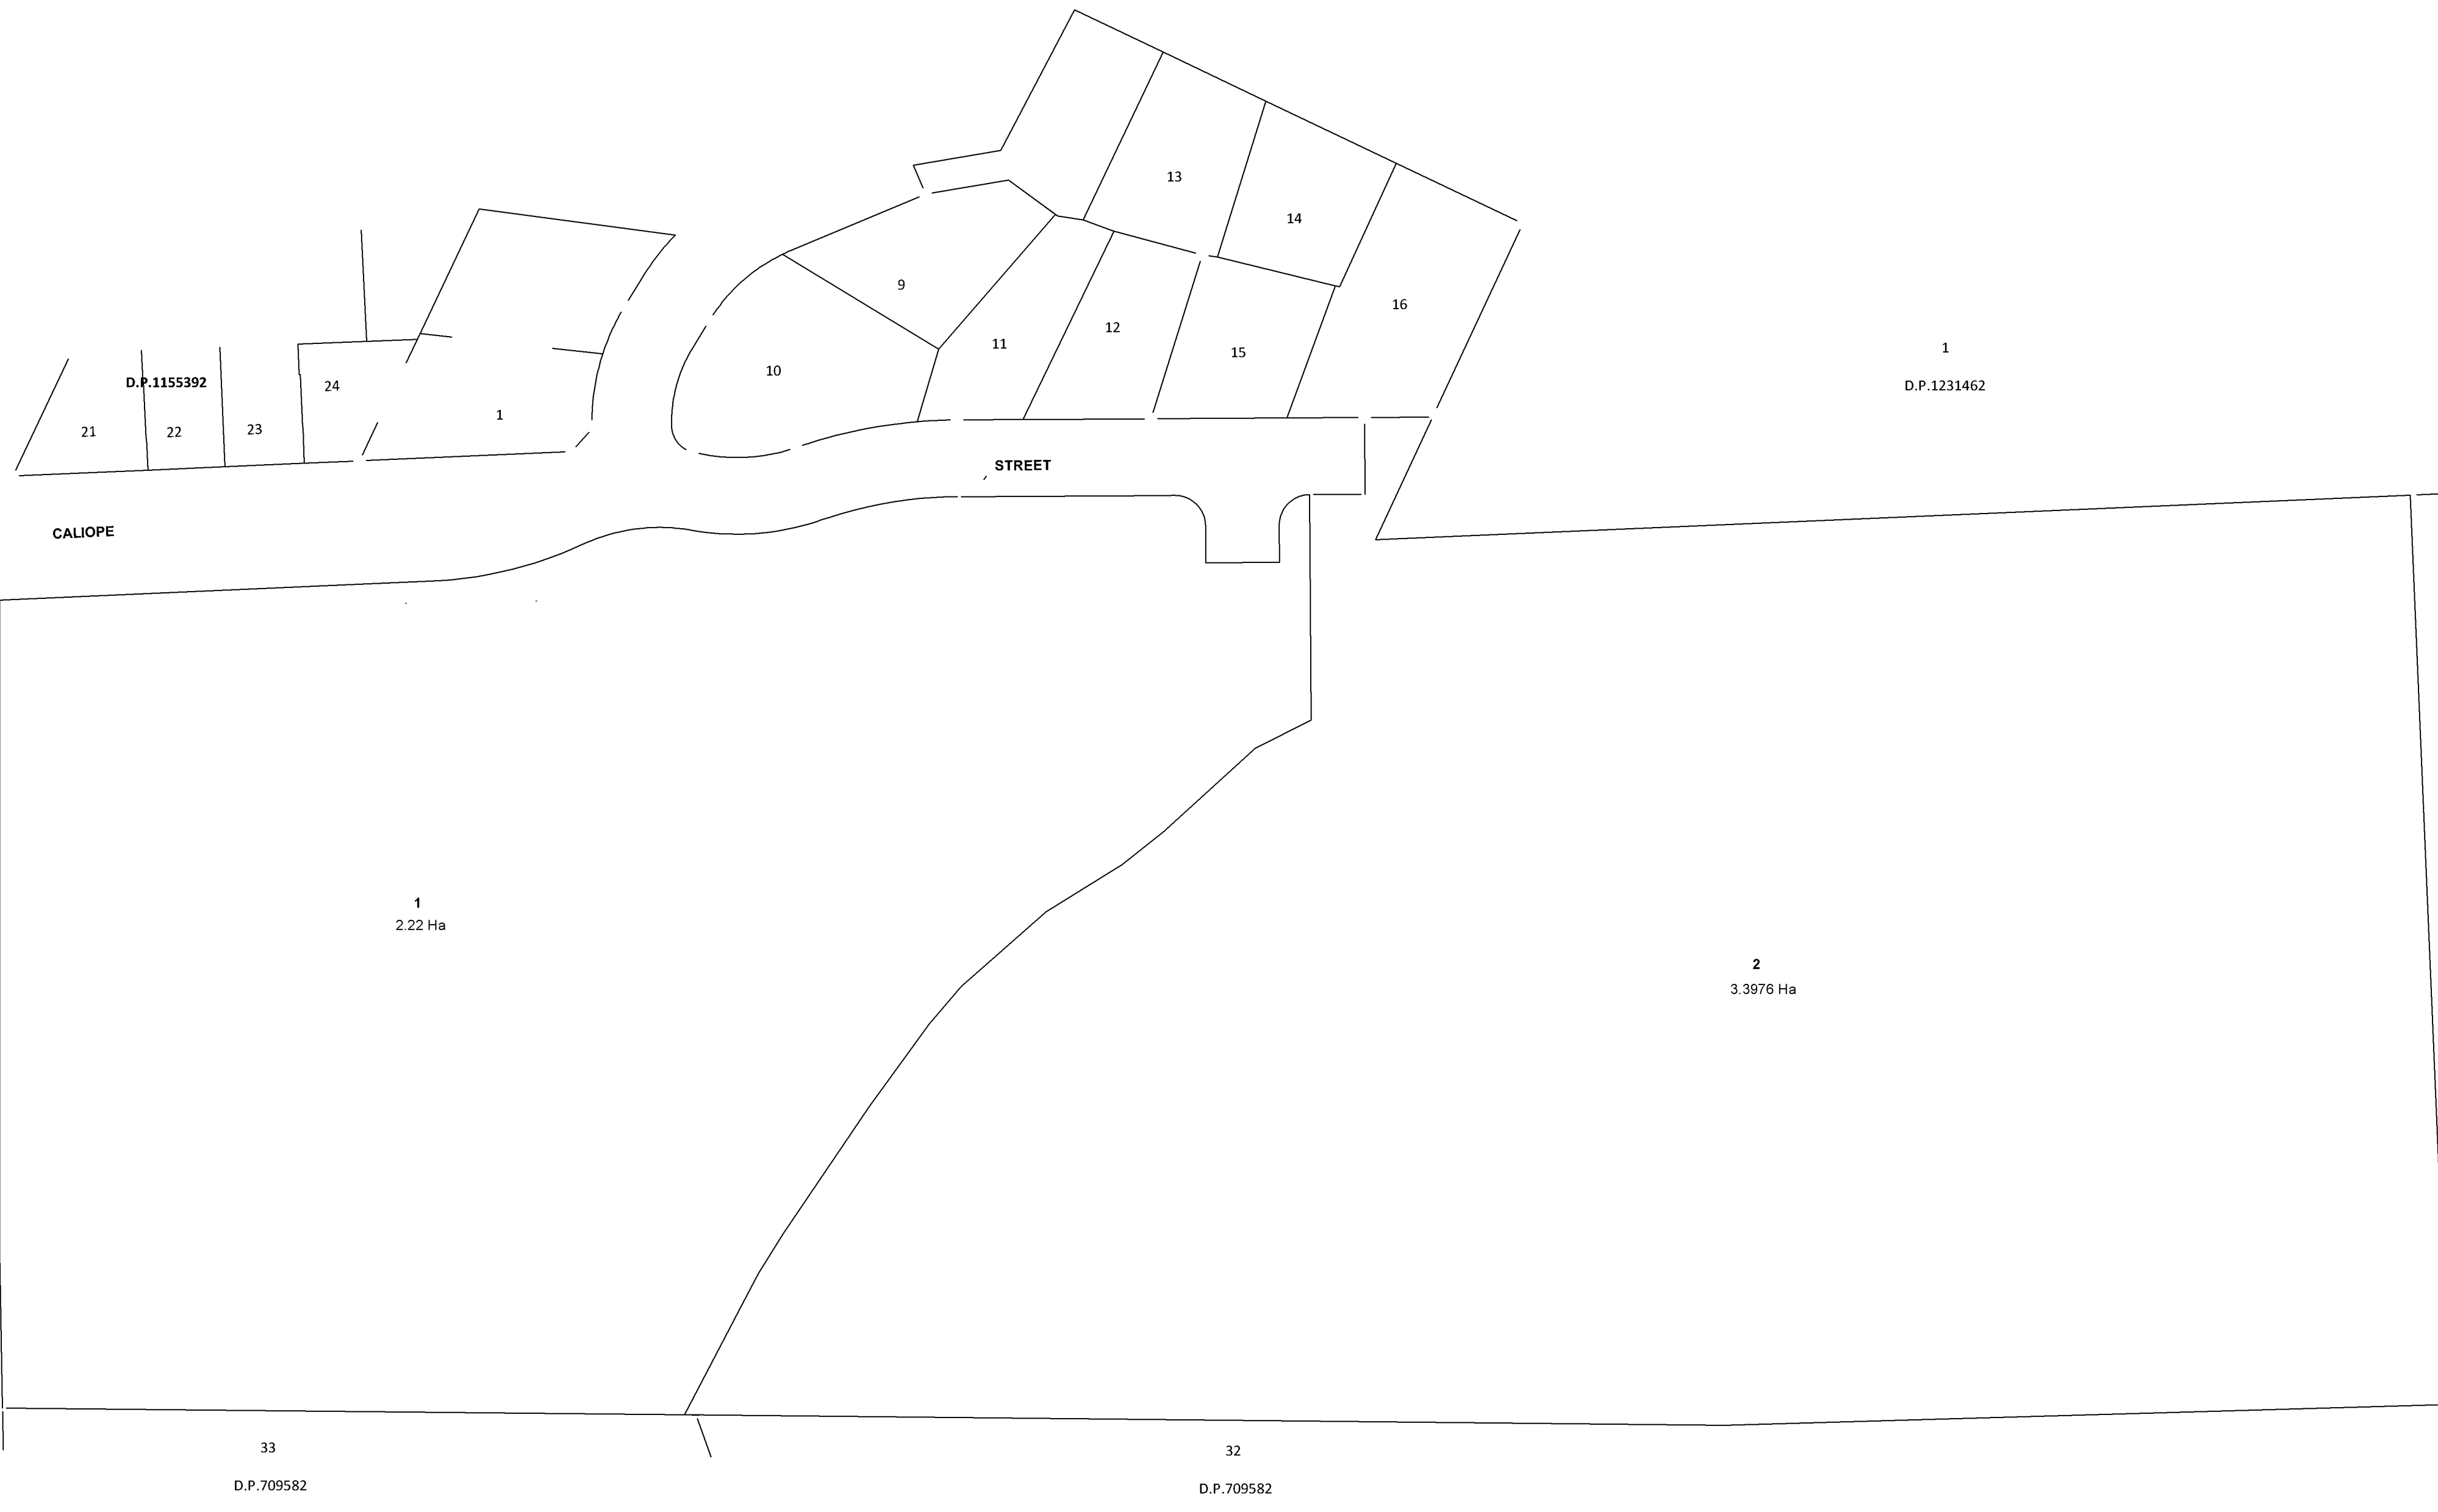 13
14
9
16
12
11
1
15
10
D.P.1155392
24
D.P.1231462
1
23
21
22
STREET
CALIOPE
1
2.22 Ha
2
3.3976 Ha
33
32
D.P.709582
D.P.709582